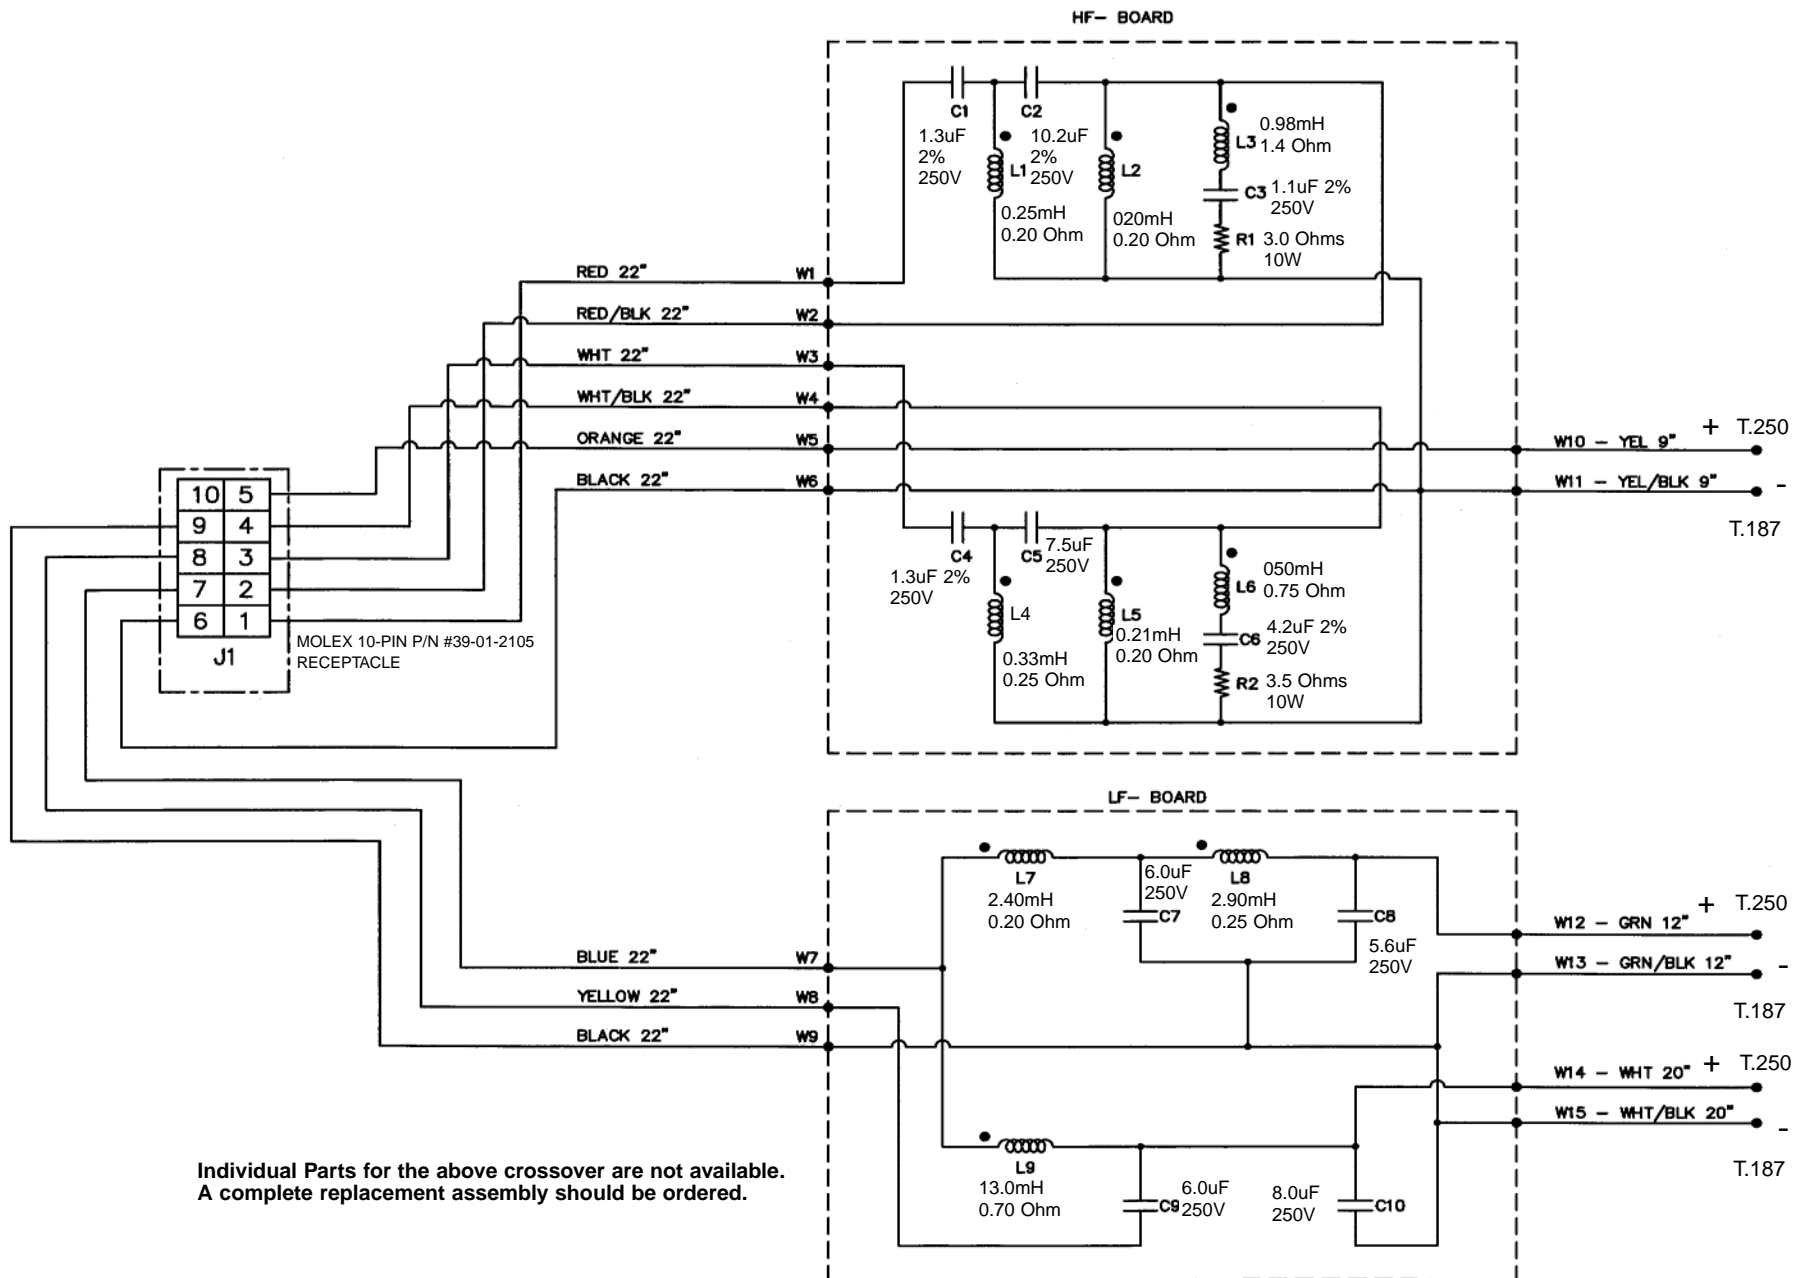 HF- BOARD
C1
1.3uF
2%
250V
C2
10.2uF
2%
250V
L1
0.25mH
0.20 Ohm
L2
020mH
0.20 Ohm
L3
0.98mH
1.4 Ohm
C3
1.1uF 2%
250V
R1
3.0 Ohms
10W
RED 22" W1
RED/BLK 22" W2
WHT 22" W3
WHT/BLK 22" W4
ORANGE 22" W5
BLACK 22" W6
W10 - YEL 9" + T.250
W11 - YEL/BLK 9" -
T.187
10 5
9 4
8 3
7 2
6 1
J1
MOLEX 10-PIN P/N #39-01-2105
RECEPTACLE
C4
1.3uF 2%
250V
C5
7.5uF
250V
L4
0.33mH
0.25 Ohm
L5
0.21mH
0.20 Ohm
L6
050mH
0.75 Ohm
C6
4.2uF 2%
250V
R2
3.5 Ohms
10W
LF- BOARD
L7
2.40mH
0.20 Ohm
6.0uF
250V
C7
L8
2.90mH
0.25 Ohm
C8
5.6uF
250V
W12 - GRN 12" + T.250
W13 - GRN/BLK 12" -
T.187
BLUE 22" W7
YELLOW 22" W8
BLACK 22" W9
W14 - WHT 20" + T.250
W15 - WHT/BLK 20" -
T.187
L9
13.0mH
0.70 Ohm
C9
6.0uF
250V
8.0uF
250V
C10
Individual Parts for the above crossover are not available.
A complete replacement assembly should be ordered.